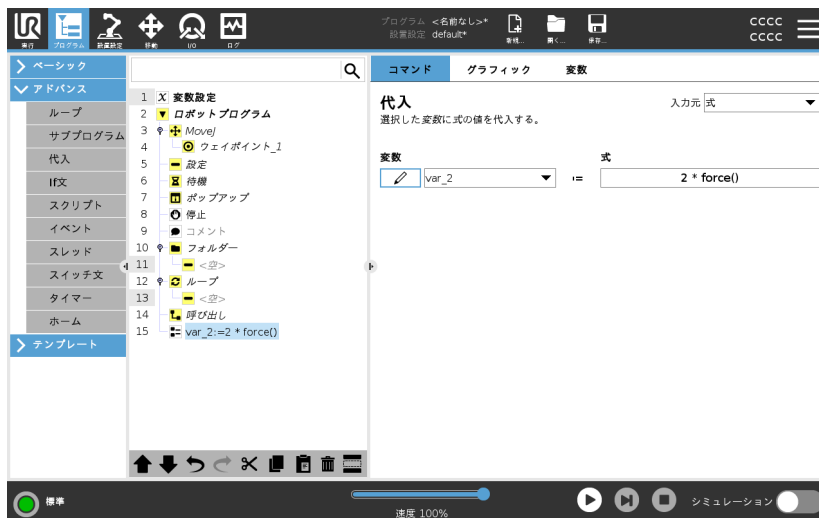 UR
実行
プログラム
設置設定
移動
I/O
ログ
プログラム <名前なし>*
設置設定 default*
新規...
開く...
保存...
CCCC
CCCC
ベーシック
アドバンス
ループ
サブプログラム
代入
If文
スクリプト
イベント
スレッド
スイッチ文
タイマー
ホーム
テンプレート
1 X 変数設定
2 ロボットプログラム
3 MoveJ
4 ウェイポイント_1
5 設定
6 待機
7 ポップアップ
8 停止
9 コメント
10 フォルダー
11 <空>
12 ループ
13 <空>
14 呼び出し
15 var_2:=2 * force()
コマンド グラフィック 変数
代入
入力元 式
選択した変数に式の値を代入する。
変数 式
var_2 := 2 * force()
標準
速度 100%
シミュレーション